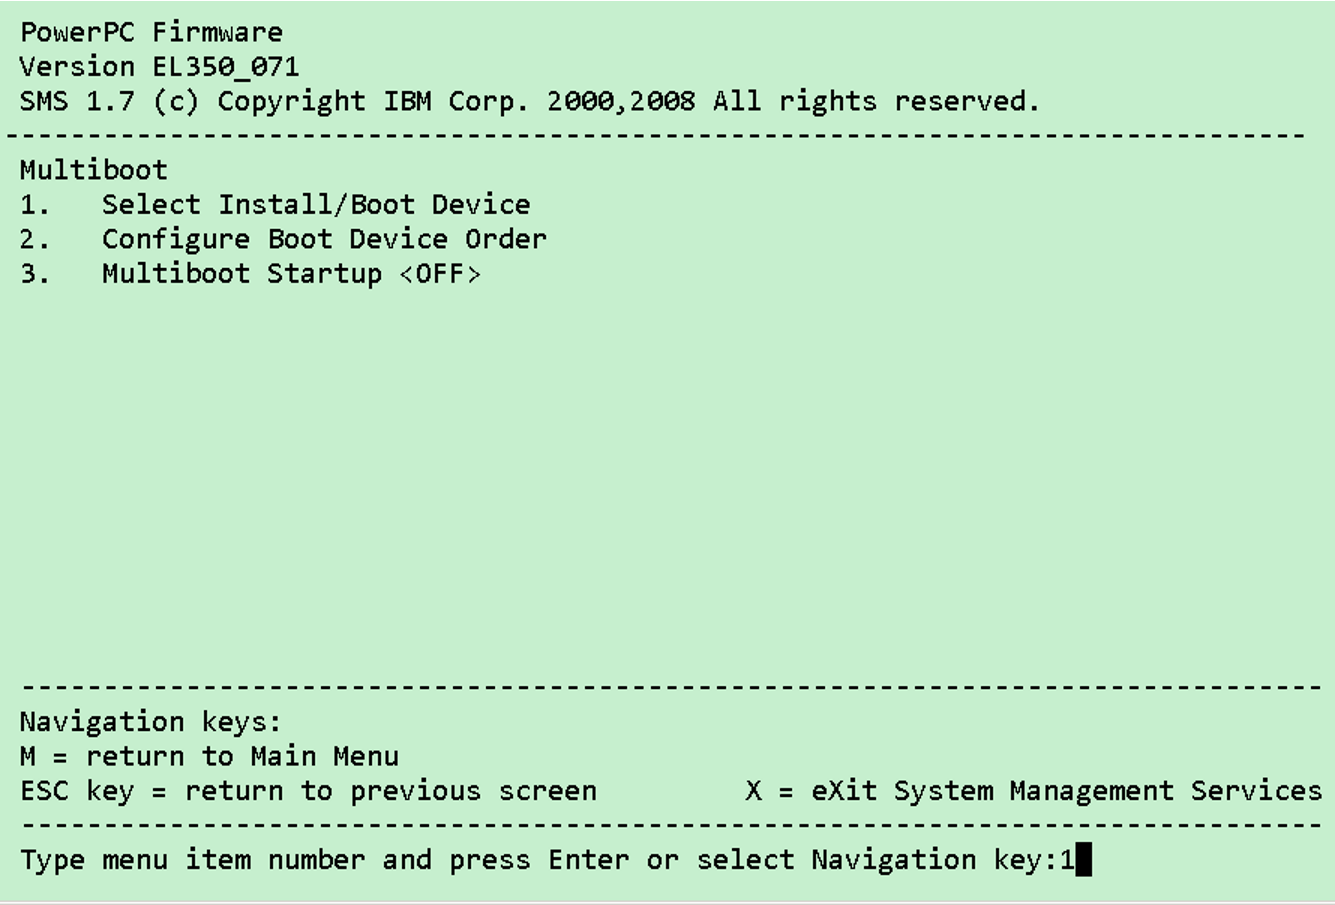 PowerPC Firmware
Version EL350_071
SMS 1.7 (c) Copyright IBM Corp. 2000,2008 All rights reserved.
-------------------------------------------------------------------------------
Multiboot
1.   Select Install/Boot Device
2.   Configure Boot Device Order
3.   Multiboot Startup <OFF>
-------------------------------------------------------------------------------
Navigation keys:
M = return to Main Menu
ESC key = return to previous screen         X = eXit System Management Services
-------------------------------------------------------------------------------
Type menu item number and press Enter or select Navigation key:1